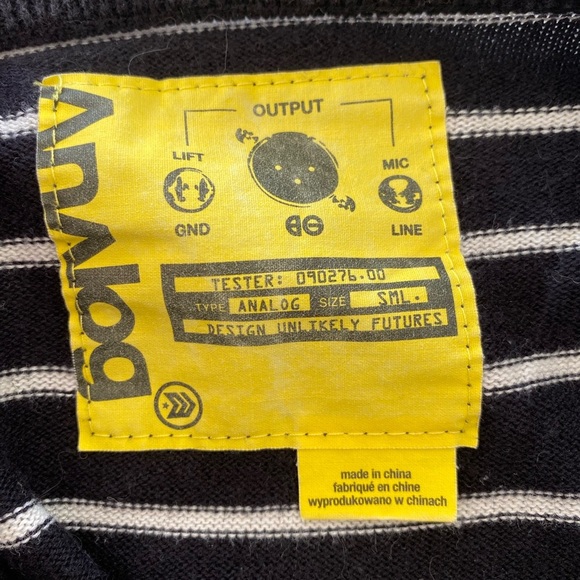 OUTPUT
LIFT
MIC
GND
LINE
TESTER: 090276.00
TYPE ANALOG SIZE SML.
DESIGN UNLIKELY FUTURES
made in china
fabriqué en chine
wyprodukowano w chinach